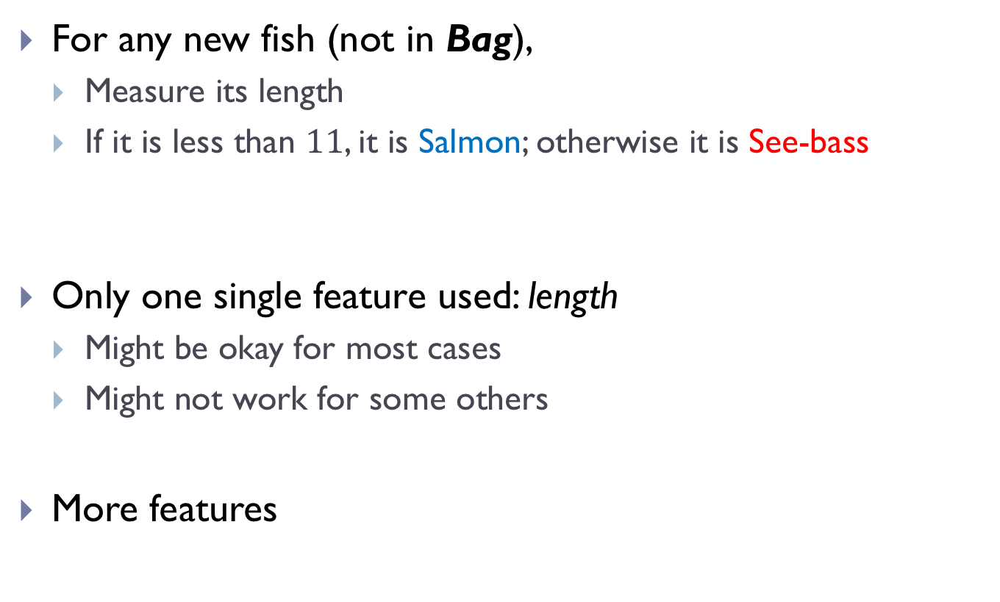 For any new fish (not in Bag),
Measure its length
If it is less than 11, it is Salmon; otherwise it is See-bass
Only one single feature used: length
Might be okay for most cases
Might not work for some others
More features